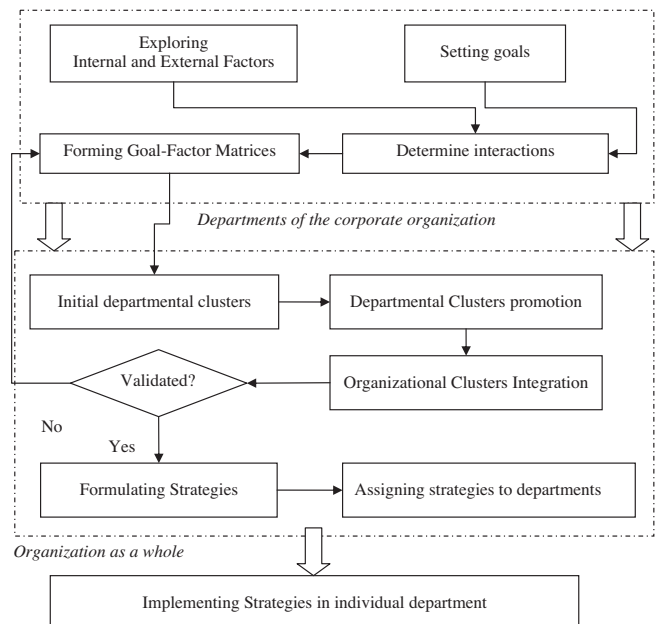 Exploring
Internal and External Factors
Setting goals
Forming Goal-Factor Matrices
Determine interactions
Departments of the corporate organization
Initial departmental clusters
Departmental Clusters promotion
Validated?
Organizational Clusters Integration
No
Yes
Formulating Strategies
Assigning strategies to departments
Organization as a whole
Implementing Strategies in individual department